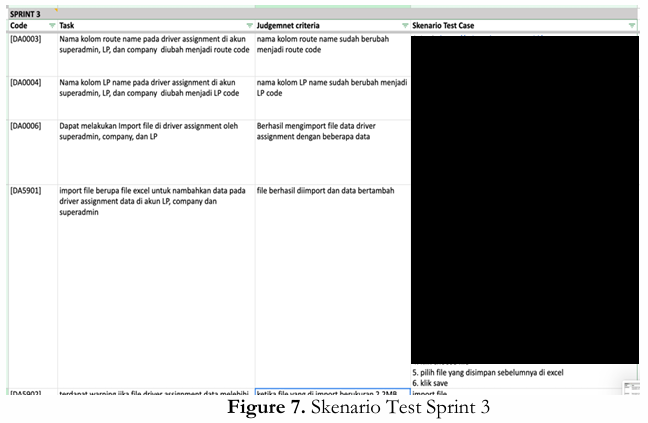 SPRINT 3
Code Task Judgemnet criteria Skenario Test Case
[DA0003] Nama kolom route name pada driver assignment di akun nama kolom route name sudah berubah
superadmin, LP, dan company diubah menjadi route code menjadi route code
[DA0004] Nama kolom LP name pada driver assignment di akun nama kolom LP name sudah berubah menjadi
superadmin, LP, dan company diubah menjadi LP code LP code
[DA0006] Dapat melakukan Import file di driver assignment oleh Berhasil mengimport file data driver
superadmin, company, dan LP assignment dengan beberapa data
[DA5901] import file berupa file excel untuk nambahkan data pada file berhasil diimport dan data bertambah
driver assignment data di akun LP, company dan
superadmin
5. pilih file yang disimpan sebelumnya di excel
6. klik save
[DA5902] terdapat warning jika file driver assignment data melebihi ketika file yang di import berukuran 2.2MB import file
Figure 7. Skenario Test Sprint 3